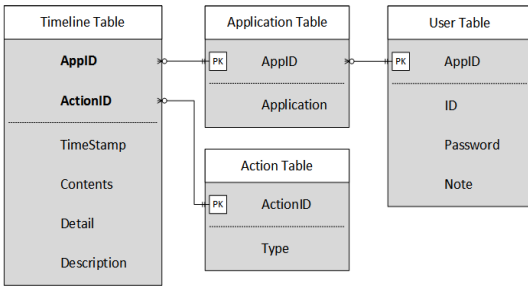 Timeline Table
AppID
ActionID
TimeStamp
Contents
Detail
Description
Application Table
PK AppID
Application
Action Table
PK ActionID
Type
User Table
PK AppID
ID
Password
Note